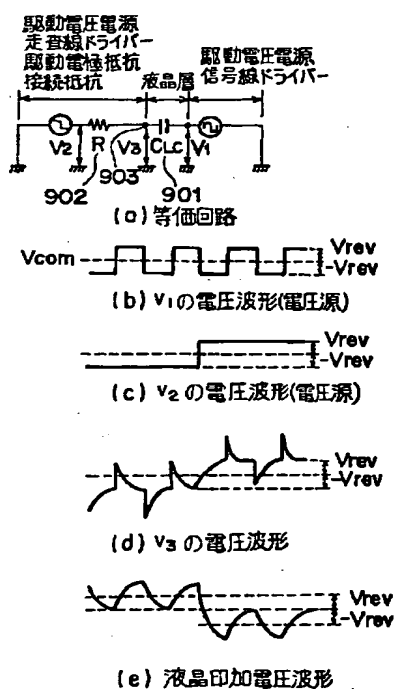 駆動電圧電源
走査線ドライバー
駆動電極抵抗
接続抵抗
液晶層
駆動電圧電源
信号線ドライバー
V2 R V3 CLC V1
902
903
901
(a) 等価回路
Vcom
Vrev
-Vrev
(b) V1の電圧波形(電圧源)
Vrev
-Vrev
(c) V2の電圧波形(電圧源)
Vrev
-Vrev
(d) V3の電圧波形
Vrev
-Vrev
(e) 液晶印加電圧波形